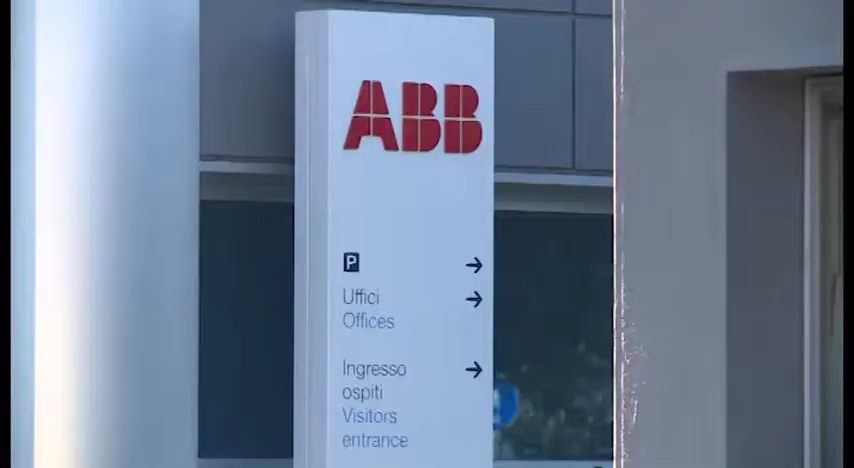 ABB
P →
Uffici →
Offices
Ingresso →
ospiti
Visitors
entrance